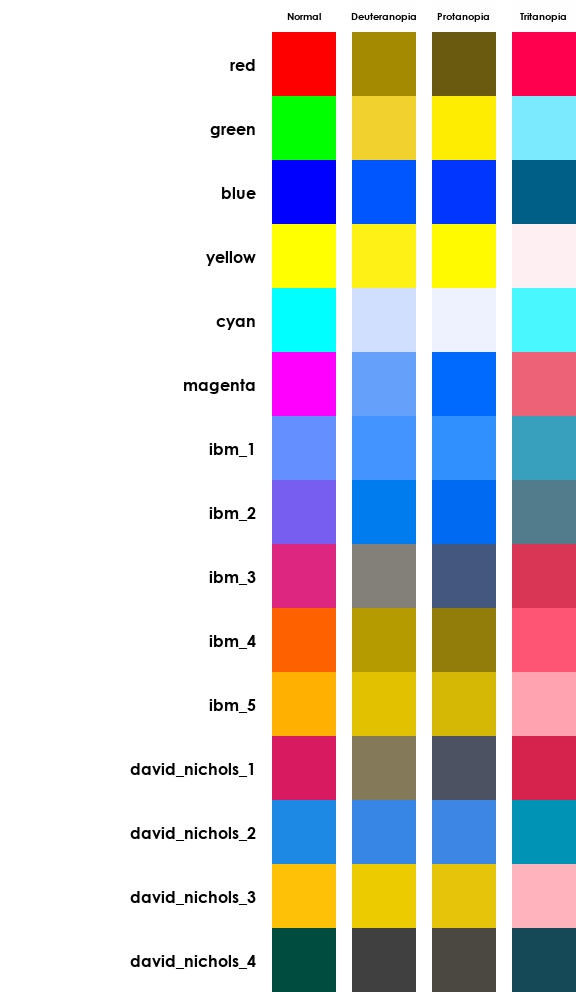 Normal Deuteranopia Protanopia Tritanopia
red
green
blue
yellow
cyan
magenta
ibm_1
ibm_2
ibm_3
ibm_4
ibm_5
david_nichols_1
david_nichols_2
david_nichols_3
david_nichols_4